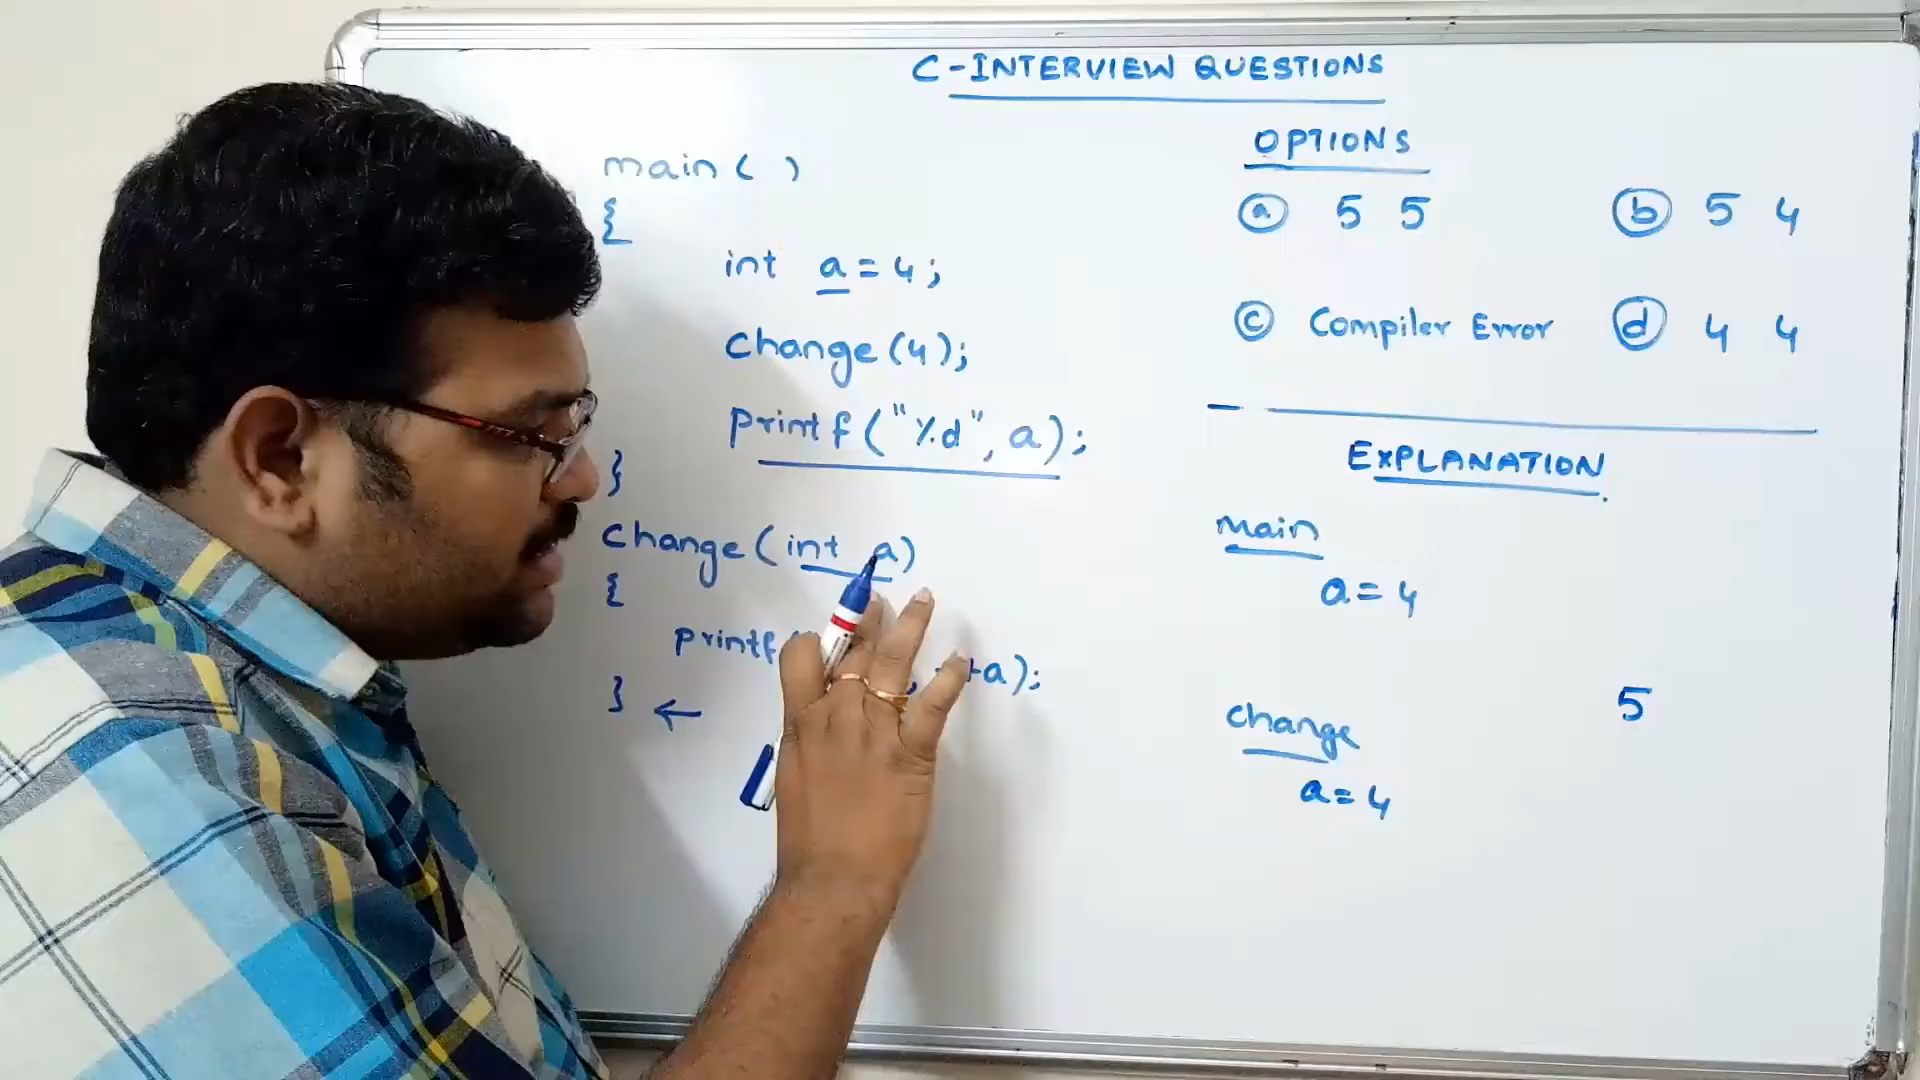 C-INTERVIEW QUESTIONS
main( )
{
int a = 4;
change(4);
printf("%d", a);
}
change(int a)
{
printf( , +a);
} ←
OPTIONS
ⓐ 5 5
ⓑ 5 4
ⓒ Compiler Error
ⓓ 4 4
EXPLANATION
main
a = 4
change
a = 4
5